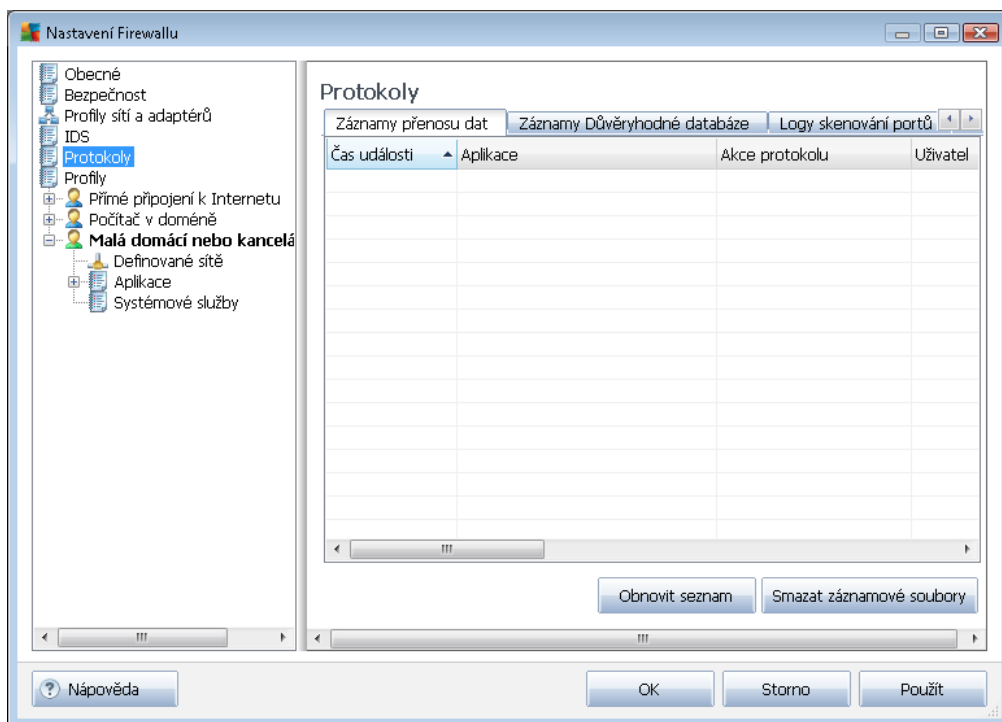 Nastavení Firewallu
Obecné
Bezpečnost
Profily sítí a adaptérů
IDS
Protokoly
Profily
Přímé připojení k Internetu
Počítač v doméně
Malá domácí nebo kancelá
Definované sítě
Aplikace
Systémové služby
Protokoly
Záznamy přenosu dat
Záznamy Důvěryhodné databáze
Logy skenování portů
Čas události
Aplikace
Akce protokolu
Uživatel
Obnovit seznam
Smazat záznamové soubory
? Nápověda
OK
Storno
Použít